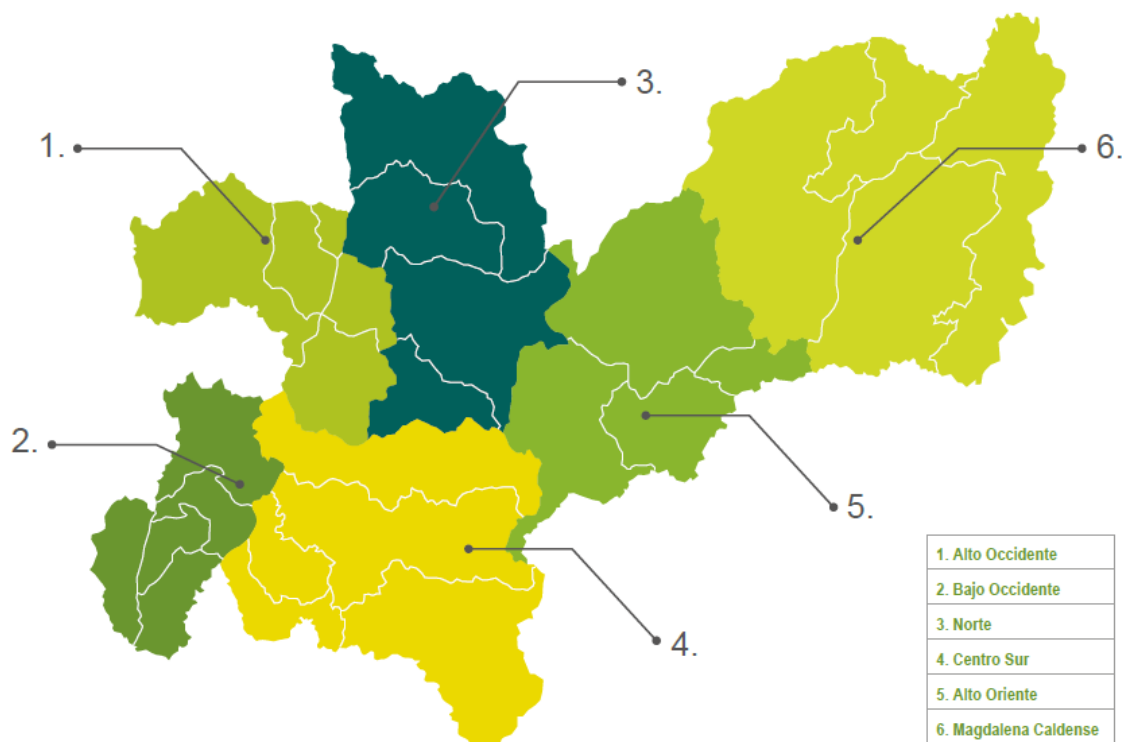 3.
1.
6.
2.
5.
4.
1. Alto Occidente
2. Bajo Occidente
3. Norte
4. Centro Sur
5. Alto Oriente
6. Magdalena Caldense